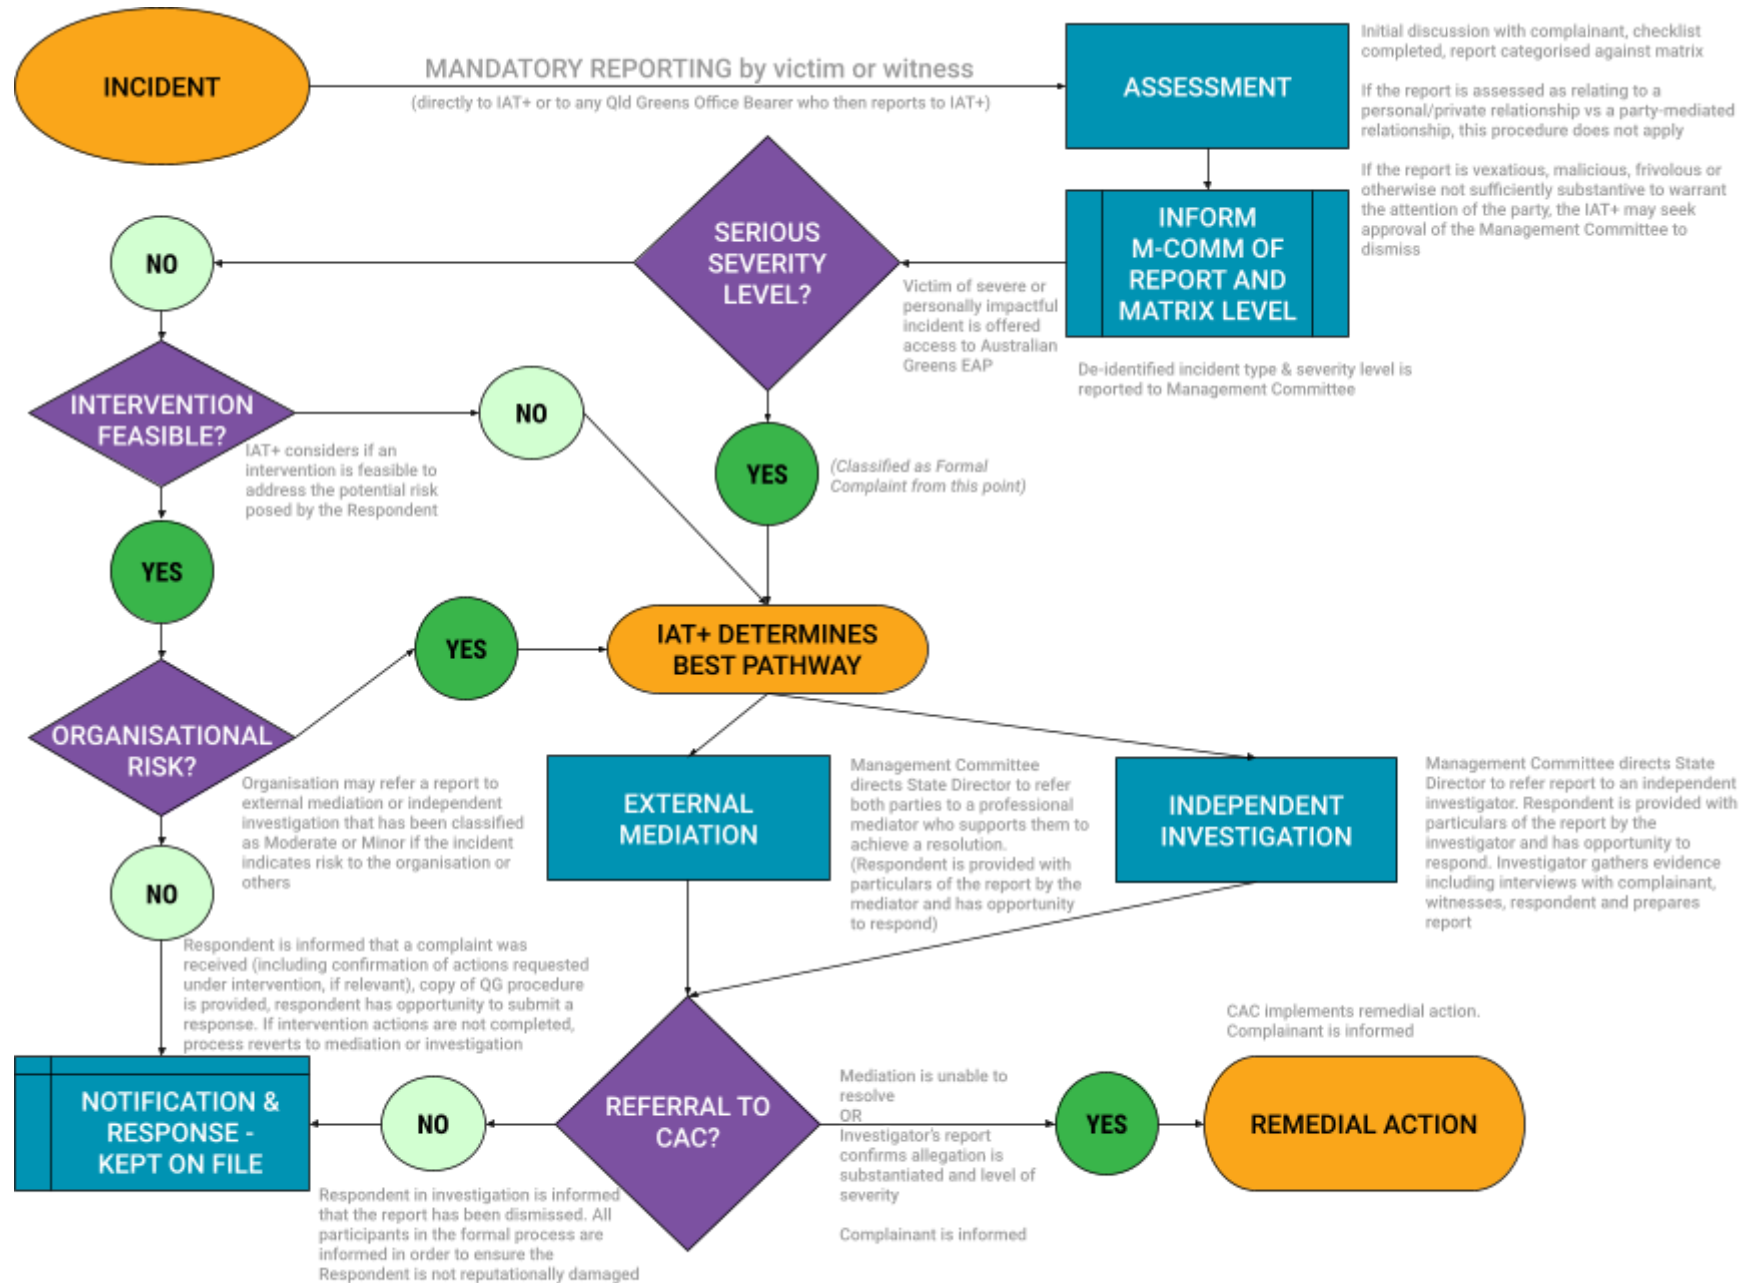 INCIDENT
MANDATORY REPORTING by victim or witness
(directly to IAT+ or to any Qld Greens Office Bearer who then reports to IAT+)
ASSESSMENT
Initial discussion with complainant, checklist
completed, report categorised against matrix
If the report is assessed as relating to a
personal/private relationship vs a party-mediated
relationship, this procedure does not apply
If the report is vexatious, malicious, frivolous or
otherwise not sufficiently substantive to warrant
the attention of the party, the IAT+ may seek
approval of the Management Committee to
dismiss
INFORM
M-COMM OF
REPORT AND
MATRIX LEVEL
De-identified incident type & severity level is
reported to Management Committee
Victim of severe or
personally impactful
incident is offered
access to Australian
Greens EAP
SERIOUS
SEVERITY
LEVEL?
NO
YES
(Classified as Formal
Complaint from this point)
INTERVENTION
FEASIBLE?
IAT+ considers if an
intervention is feasible to
address the potential risk
posed by the Respondent
NO
YES
ORGANISATIONAL
RISK?
Organisation may refer a report to
external mediation or independent
investigation that has been classified
as Moderate or Minor if the incident
indicates risk to the organisation or
others
YES
IAT+ DETERMINES
BEST PATHWAY
NO
EXTERNAL
MEDIATION
Management Committee
directs State Director to refer
both parties to a professional
mediator who supports them to
achieve a resolution.
(Respondent is provided with
particulars of the report by the
mediator and has opportunity
to respond)
INDEPENDENT
INVESTIGATION
Management Committee directs State
Director to refer report to an independent
investigator. Respondent is provided with
particulars of the report by the
investigator and has opportunity to
respond. Investigator gathers evidence
including interviews with complainant,
witnesses, respondent and prepares
report
Respondent is informed that a complaint was
received (including confirmation of actions requested
under intervention, if relevant), copy of QG procedure
is provided, respondent has opportunity to submit a
response. If intervention actions are not completed,
process reverts to mediation or investigation
NOTIFICATION &
RESPONSE -
KEPT ON FILE
NO
Respondent in investigation is informed
that the report has been dismissed. All
participants in the formal process are
informed in order to ensure the
Respondent is not reputationally damaged
REFERRAL TO
CAC?
Mediation is unable to
resolve
OR
Investigator's report
confirms allegation is
substantiated and level of
severity
Complainant is informed
YES
CAC implements remedial action.
Complainant is informed
REMEDIAL ACTION